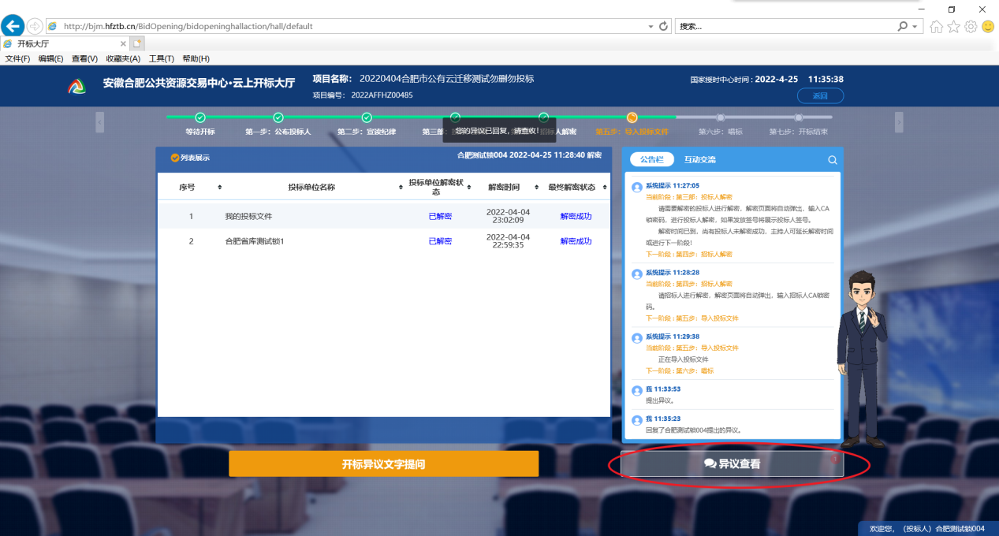 http://bjm.hfztb.cn/BidOpening/bidopeninghallaction/hall/default
搜索...
开标大厅
文件(F) 编辑(E) 查看(V) 收藏夹(A) 工具(T) 帮助(H)
安徽合肥公共资源交易中心·云上开标大厅
项目名称： 20220404合肥市公有云迁移测试勿删勿投标
项目编号： 2022AFFHZ00485
国家授时中心时间 : 2022-4-25 11:35:38
返回
等待开标
第一步：公布投标人
第二步：宣读纪律
第三部：
您的异议已回复，请查收!
招标人解密
第五步：导入投标文件
第六步：唱标
第七步：开标结束
列表展示
合肥测试锁004 2022-04-25 11:28:40 解密
序号 投标单位名称 投标单位解密状态 解密时间 最终解密状态
1 我的投标文件 已解密 2022-04-04 23:02:09 解密成功
2 合肥省库测试锁1 已解密 2022-04-04 22:59:35 解密成功
公告栏 互动交流
系统提示 11:27:05
当前阶段 : 第三部：投标人解密
请需要解密的投标人进行解密，解密页面将自动弹出，输入CA
锁密码，进行投标人解密，如果发放签号将展示投标人签号。
解密时间已到，尚有投标人未解密成功，主持人可延长解密时间
或进行下一阶段!
下一阶段 : 第四步：招标人解密
系统提示 11:28:28
当前阶段 : 第四步：招标人解密
请招标人进行解密，解密页面将自动弹出，输入招标人CA锁密
码。
下一阶段 : 第五步：导入投标文件
系统提示 11:29:38
当前阶段 : 第五步：导入投标文件
正在导入投标文件
下一阶段 : 第六步：唱标
我 11:33:53
提出异议。
我 11:35:23
回复了合肥测试锁004提出的异议。
开标异议文字提问
异议查看
欢迎您，（投标人）合肥测试锁004